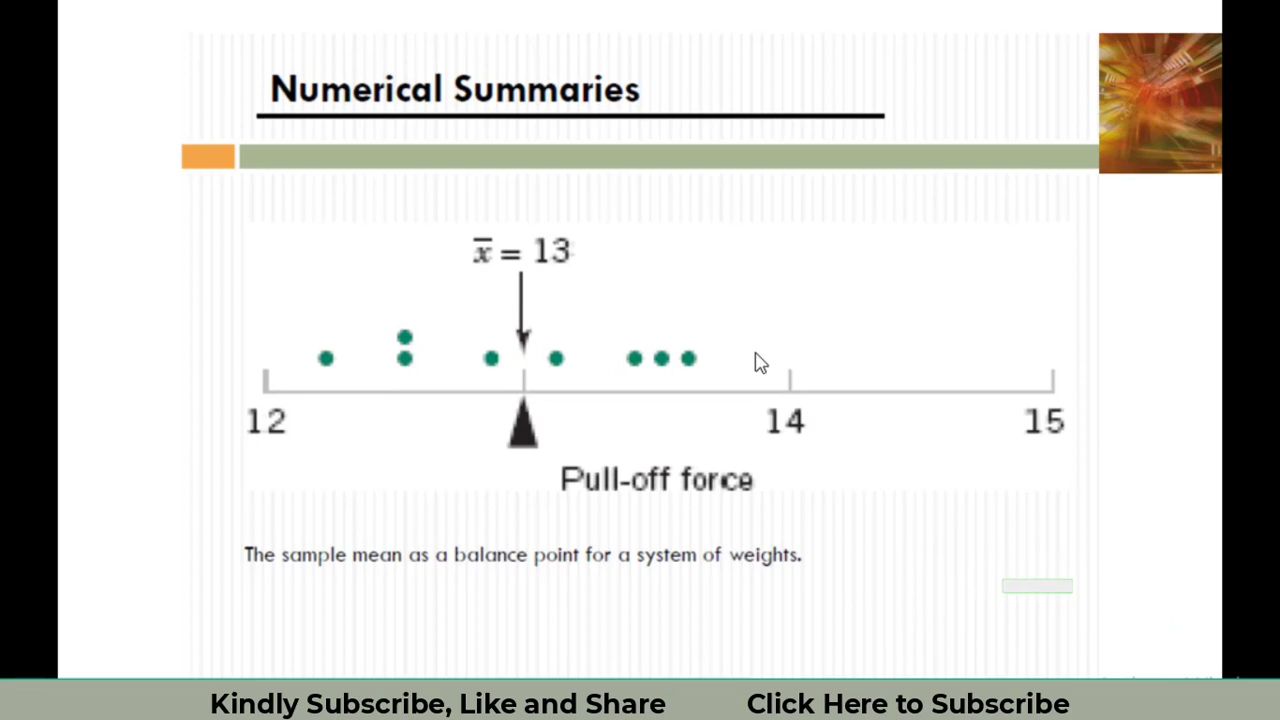 Numerical Summaries
x̅ = 13
12 14 15
Pull-off force
The sample mean as a balance point for a system of weights.
Kindly Subscribe, Like and Share Click Here to Subscribe